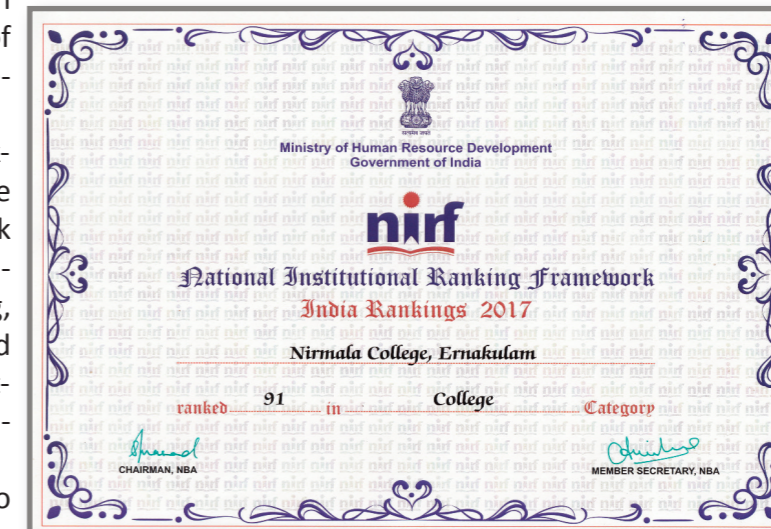 of
-
-
e
k
-
g,
d
-
-
o
सत्यमेव जयते
Ministry of Human Resource Development
Government of India
nirf
National Institutional Ranking Framework
India Rankings 2017
Nirmala College, Ernakulam
ranked 91 in College Category
CHAIRMAN, NBA
MEMBER SECRETARY, NBA